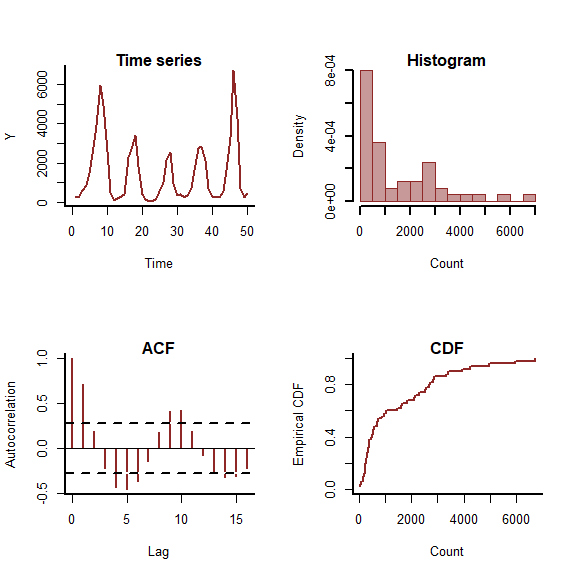 Time series
Y
0 2000 4000 6000
0 10 20 30 40 50
Time
Histogram
Density
0e+00 4e-04 8e-04
0 2000 4000 6000
Count
ACF
Autocorrelation
-0.5 0.0 0.5 1.0
0 5 10 15
Lag
CDF
Empirical CDF
0.0 0.4 0.8
0 2000 4000 6000
Count